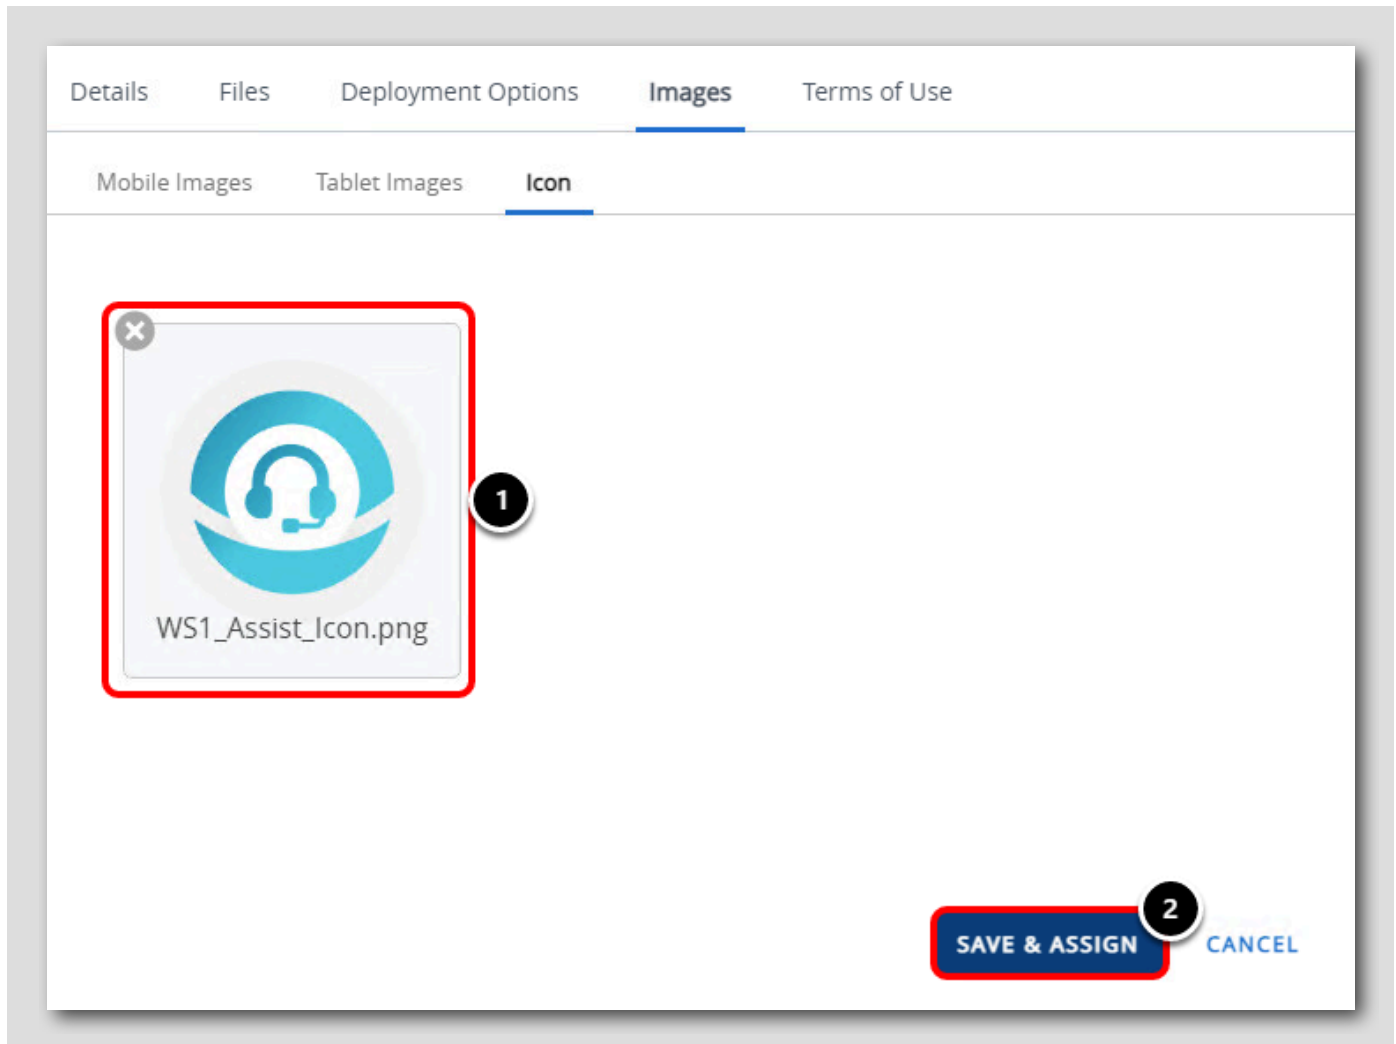 Details Files Deployment Options Images Terms of Use
Mobile Images Tablet Images Icon
1
WS1_Assist_Icon.png
2
SAVE & ASSIGN CANCEL